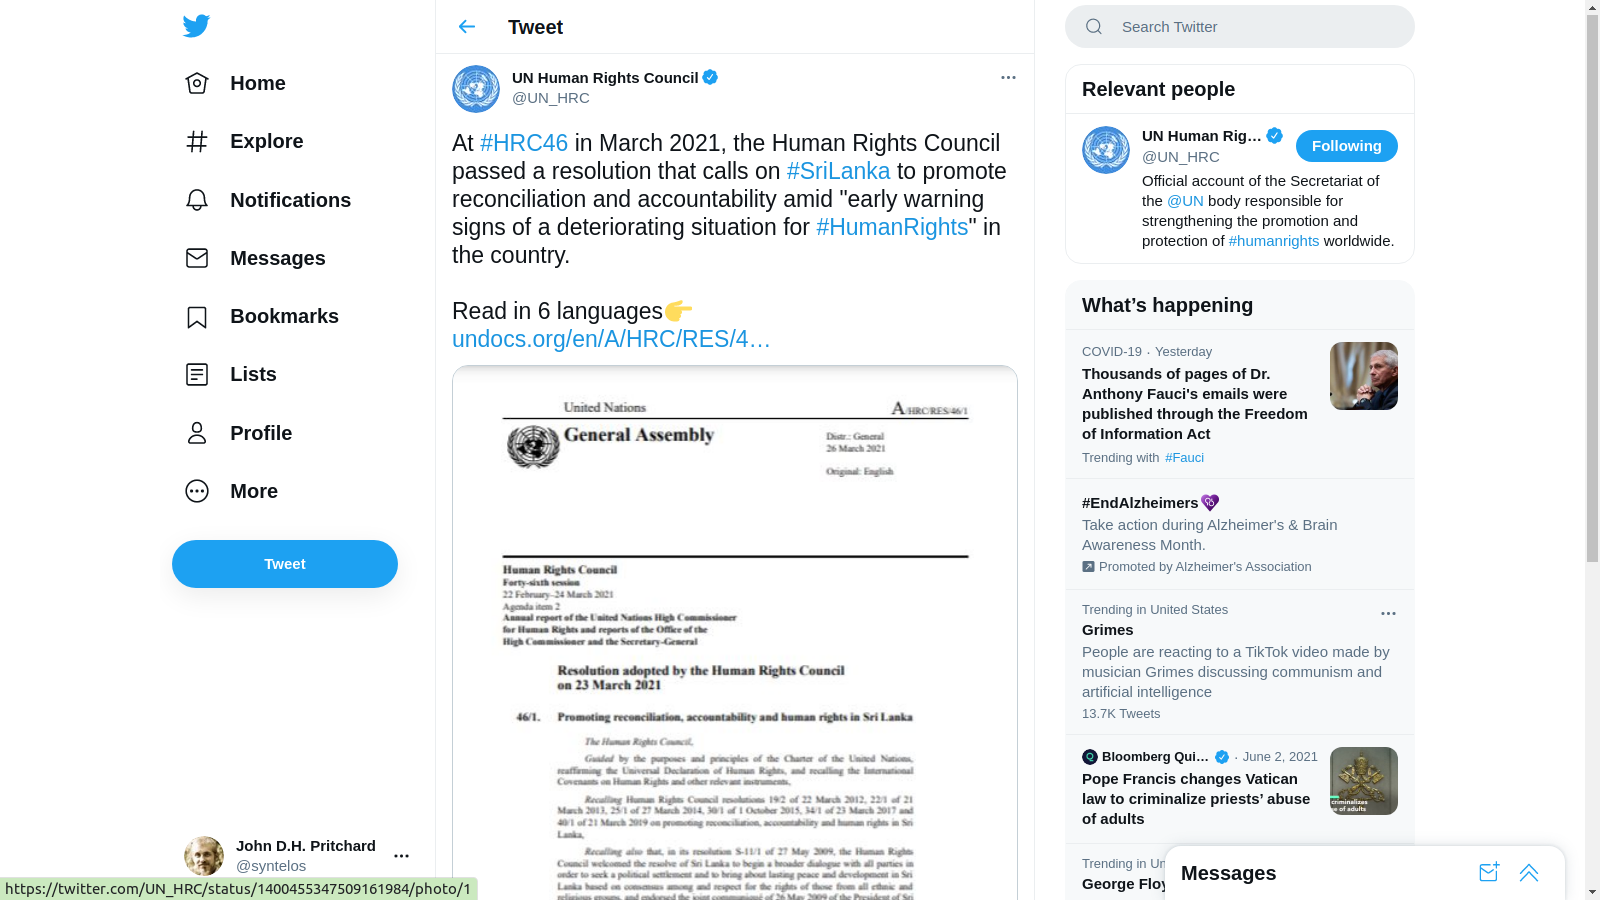 Home
Explore
Notifications
Messages
Bookmarks
Lists
Profile
More
Tweet
John D.H. Pritchard
@syntelos
https://twitter.com/UN_HRC/status/1400455347509161984/photo/1
Tweet
UN Human Rights Council
@UN_HRC
At #HRC46 in March 2021, the Human Rights Council
passed a resolution that calls on #SriLanka to promote
reconciliation and accountability amid "early warning
signs of a deteriorating situation for #HumanRights" in
the country.
Read in 6 languages👉
undocs.org/en/A/HRC/RES/4…
United Nations
A/HRC/RES/46/1
General Assembly
Distr.: General
26 March 2021
Original: English
Human Rights Council
Forty-sixth session
22 February–24 March 2021
Agenda item 2
Annual report of the United Nations High Commissioner
for Human Rights and reports of the Office of the
High Commissioner and the Secretary-General
Resolution adopted by the Human Rights Council
on 23 March 2021
46/1. Promoting reconciliation, accountability and human rights in Sri Lanka
The Human Rights Council,
Guided by the purposes and principles of the Charter of the United Nations,
reaffirming the Universal Declaration of Human Rights, and recalling the International
Covenants on Human Rights and other relevant instruments,
Recalling Human Rights Council resolutions 19/2 of 22 March 2012, 22/1 of 21
March 2013, 25/1 of 27 March 2014, 30/1 of 1 October 2015, 34/1 of 23 March 2017 and
40/1 of 21 March 2019 on promoting reconciliation, accountability and human rights in Sri
Lanka,
Recalling also that, in its resolution S-11/1 of 27 May 2009, the Human Rights
Council welcomed the resolve of Sri Lanka to begin a broader dialogue with all parties in
order to seek a political settlement and to bring about lasting peace and development in Sri
Lanka based on consensus among and respect for the rights of those from all ethnic and
religious groups, and endorsed the joint communiqué of 26 May 2009 of the President of Sri
Search Twitter
Relevant people
UN Human Rig…
@UN_HRC
Following
Official account of the Secretariat of
the @UN body responsible for
strengthening the promotion and
protection of #humanrights worldwide.
What's happening
COVID-19 · Yesterday
Thousands of pages of Dr.
Anthony Fauci's emails were
published through the Freedom
of Information Act
Trending with #Fauci
#EndAlzheimers
Take action during Alzheimer's & Brain
Awareness Month.
Promoted by Alzheimer's Association
Trending in United States
Grimes
People are reacting to a TikTok video made by
musician Grimes discussing communism and
artificial intelligence
13.7K Tweets
Bloomberg Qui… · June 2, 2021
Pope Francis changes Vatican
law to criminalize priests' abuse
of adults
criminalizes
se of adults
Trending in Un
George Floy
Messages